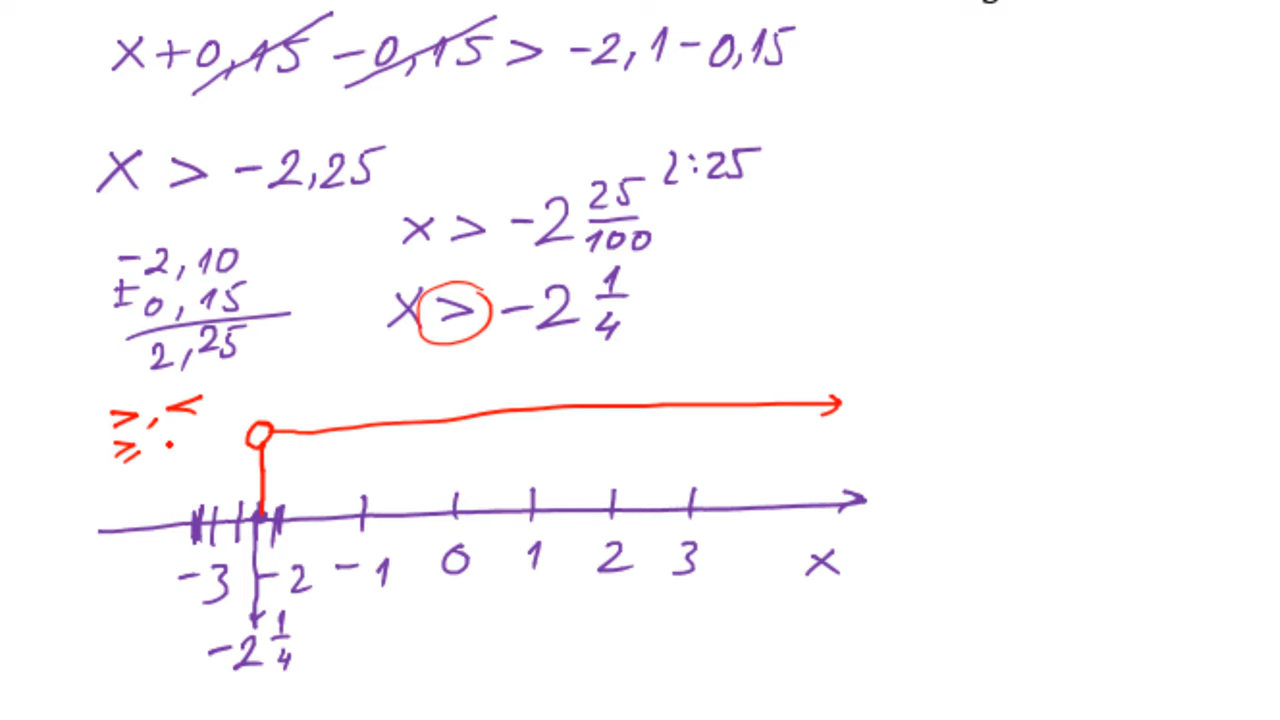 x + 0,15 - 0,15 > -2,1 - 0,15
x > -2,25
x > -2 25/100 2:25
-2,10
± 0,15
2,25
x > -2 1/4
>, <
≥ .
-3 -2 -1 0 1 2 3 x
-2 1/4